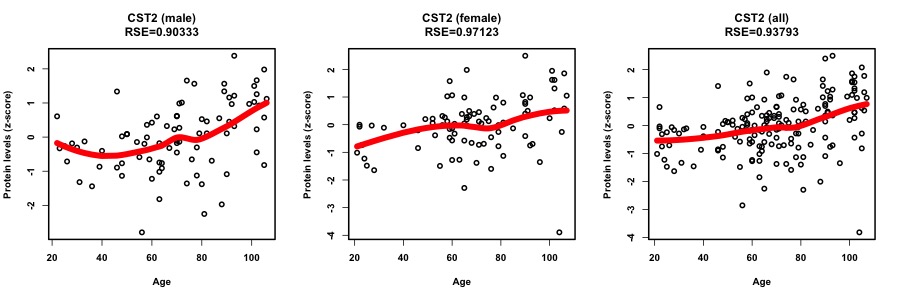 CST2 (male)
RSE=0.90333
Protein levels (z-score)
2
1
0
-1
-2
20 40 60 80 100
Age
CST2 (female)
RSE=0.97123
Protein levels (z-score)
2
1
0
-1
-2
-3
-4
20 40 60 80 100
Age
CST2 (all)
RSE=0.93793
Protein levels (z-score)
2
1
0
-1
-2
-3
-4
20 40 60 80 100
Age